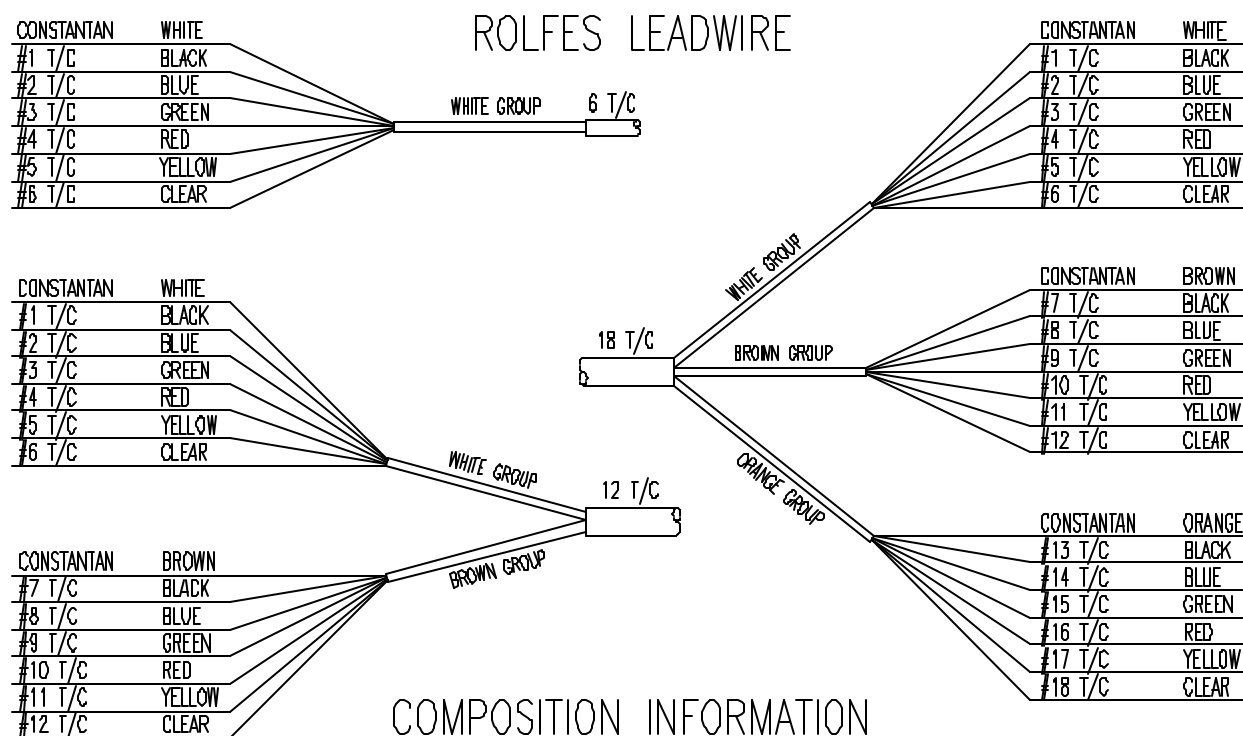 ROLFES LEADWIRE
CONSTANTAN WHITE
#1 T/C BLACK
#2 T/C BLUE
#3 T/C GREEN
#4 T/C RED
#5 T/C YELLOW
#6 T/C CLEAR
WHITE GROUP
6 T/C
CONSTANTAN WHITE
#1 T/C BLACK
#2 T/C BLUE
#3 T/C GREEN
#4 T/C RED
#5 T/C YELLOW
#6 T/C CLEAR
WHITE GROUP
CONSTANTAN BROWN
#7 T/C BLACK
#8 T/C BLUE
#9 T/C GREEN
#10 T/C RED
#11 T/C YELLOW
#12 T/C CLEAR
BROWN GROUP
12 T/C
18 T/C
WHITE GROUP
CONSTANTAN WHITE
#1 T/C BLACK
#2 T/C BLUE
#3 T/C GREEN
#4 T/C RED
#5 T/C YELLOW
#6 T/C CLEAR
BROWN GROUP
CONSTANTAN BROWN
#7 T/C BLACK
#8 T/C BLUE
#9 T/C GREEN
#10 T/C RED
#11 T/C YELLOW
#12 T/C CLEAR
ORANGE GROUP
CONSTANTAN ORANGE
#13 T/C BLACK
#14 T/C BLUE
#15 T/C GREEN
#16 T/C RED
#17 T/C YELLOW
#18 T/C CLEAR
COMPOSITION INFORMATION